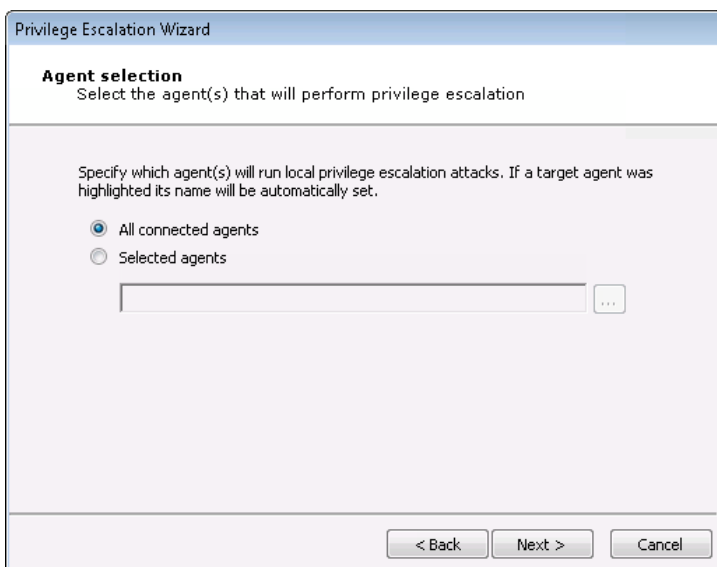 Privilege Escalation Wizard
Agent selection
Select the agent(s) that will perform privilege escalation
Specify which agent(s) will run local privilege escalation attacks. If a target agent was
highlighted its name will be automatically set.
All connected agents
Selected agents
...
< Back Next > Cancel